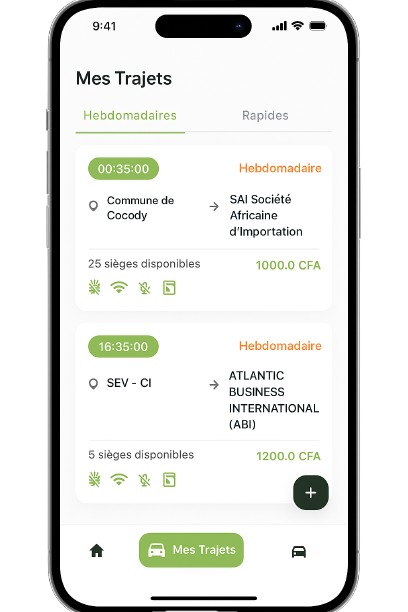 9:41
Mes Trajets
Hebdomadaires
Rapides
00:35:00
Hebdomadaire
Commune de
Cocody
SAI Société
Africaine
d'Importation
25 sièges disponibles
1000.0 CFA
16:35:00
Hebdomadaire
SEV - CI
ATLANTIC
BUSINESS
INTERNATIONAL
(ABI)
5 sièges disponibles
1200.0 CFA
+
Mes Trajets